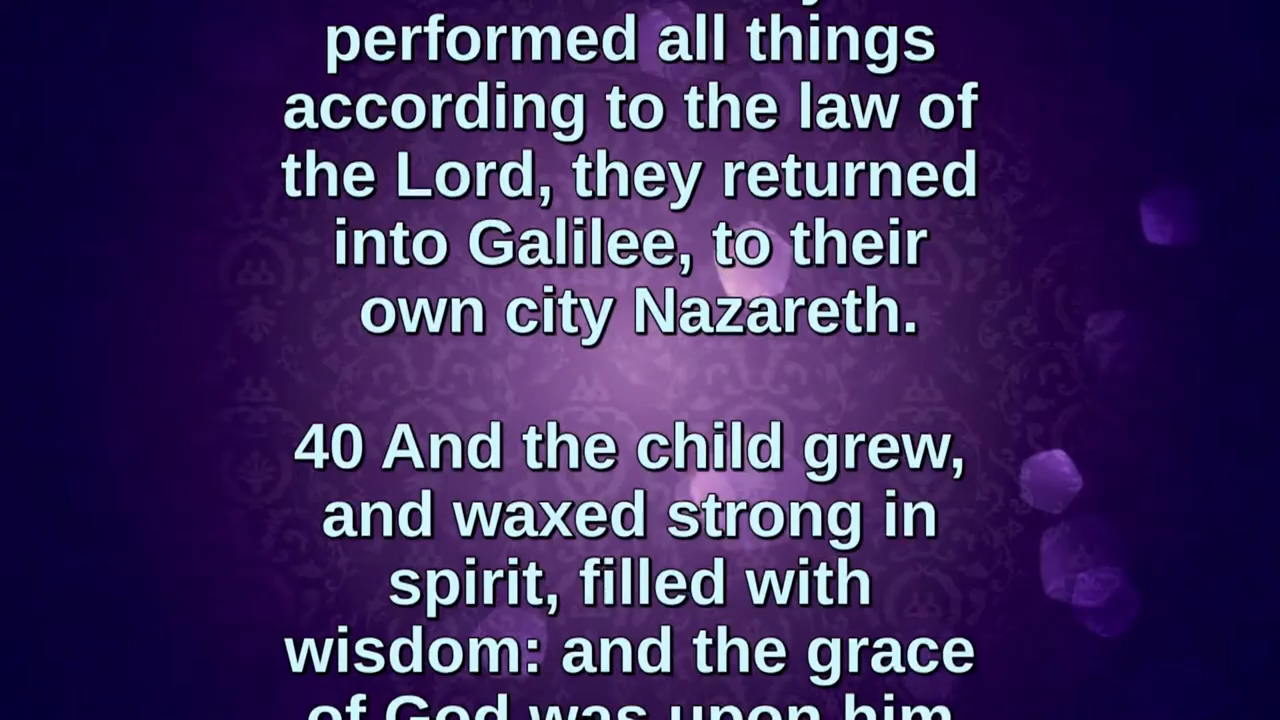 performed all things
according to the law of
the Lord, they returned
into Galilee, to their
own city Nazareth.
40 And the child grew,
and waxed strong in
spirit, filled with
wisdom: and the grace
of God was upon him